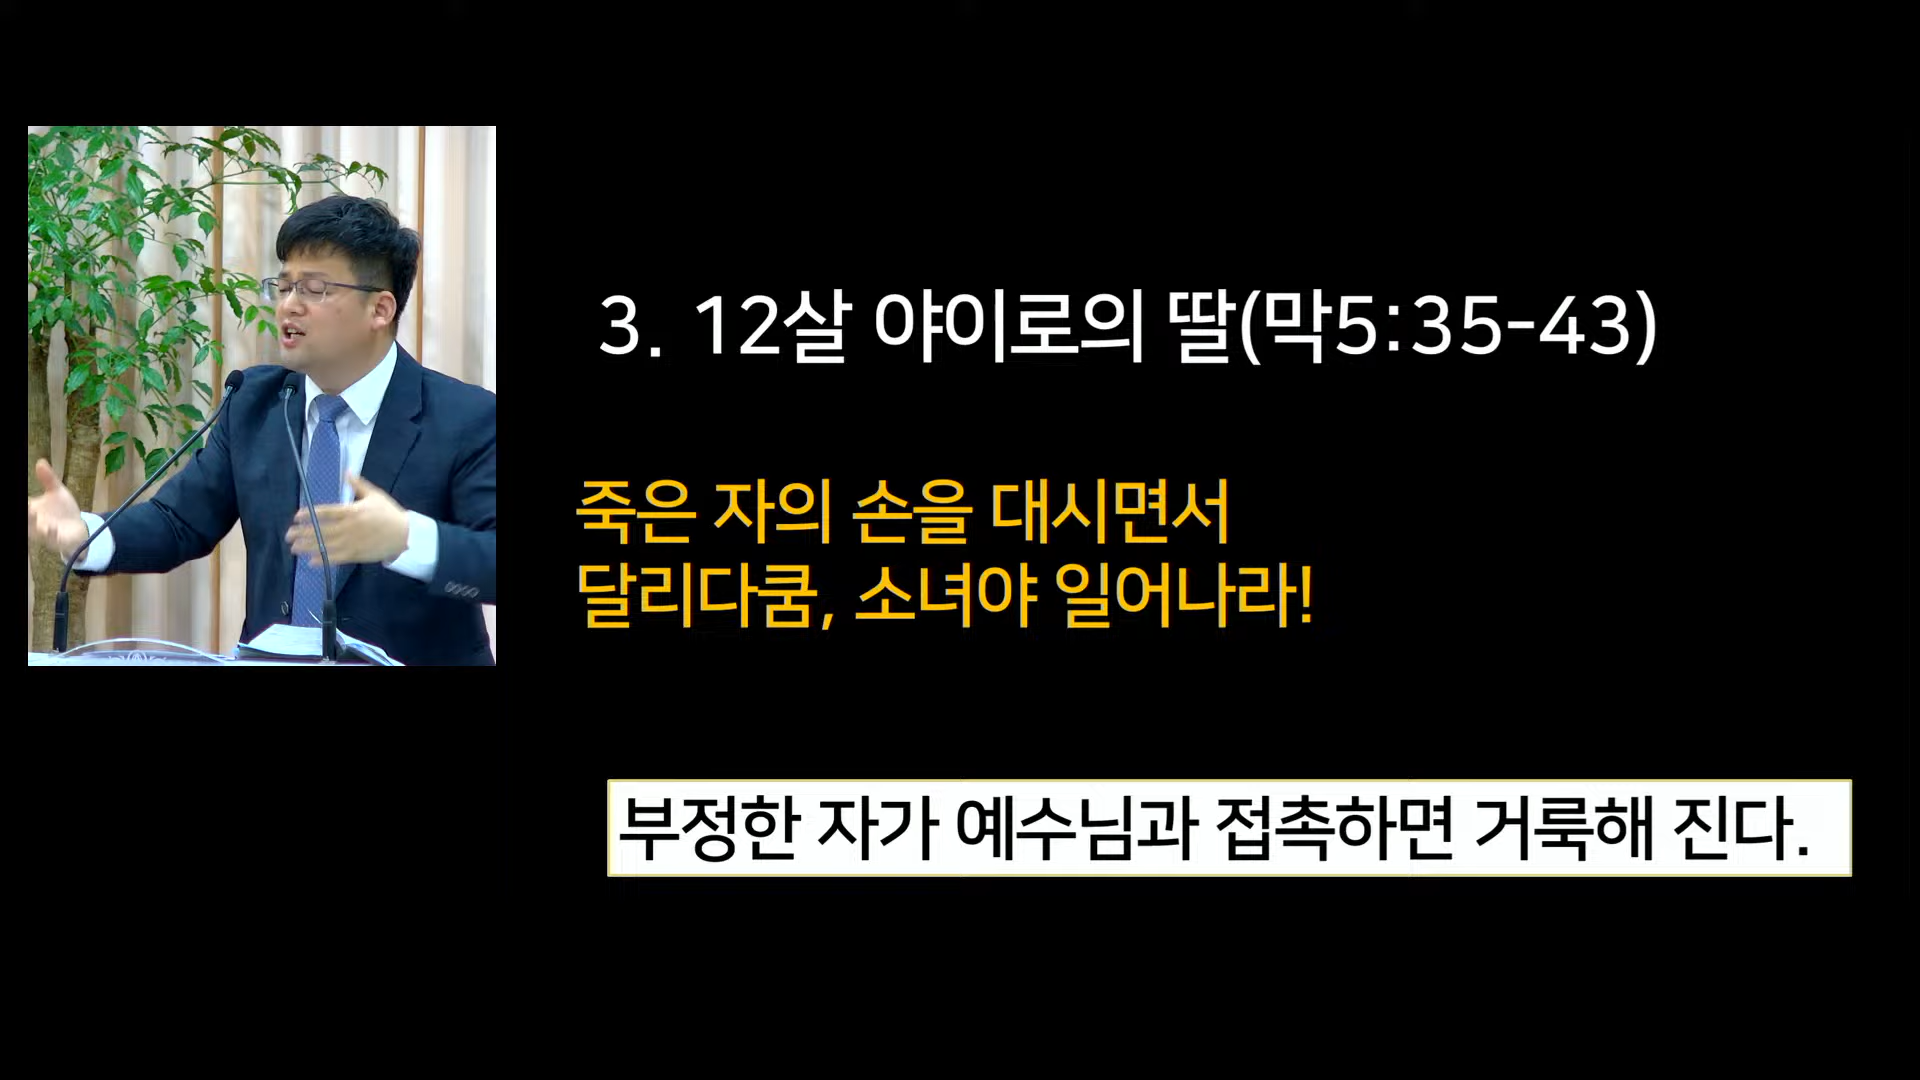 3. 12살 야이로의 딸(막5:35-43)
죽은 자의 손을 대시면서
달리다쿰, 소녀야 일어나라!
부정한 자가 예수님과 접촉하면 거룩해 진다.